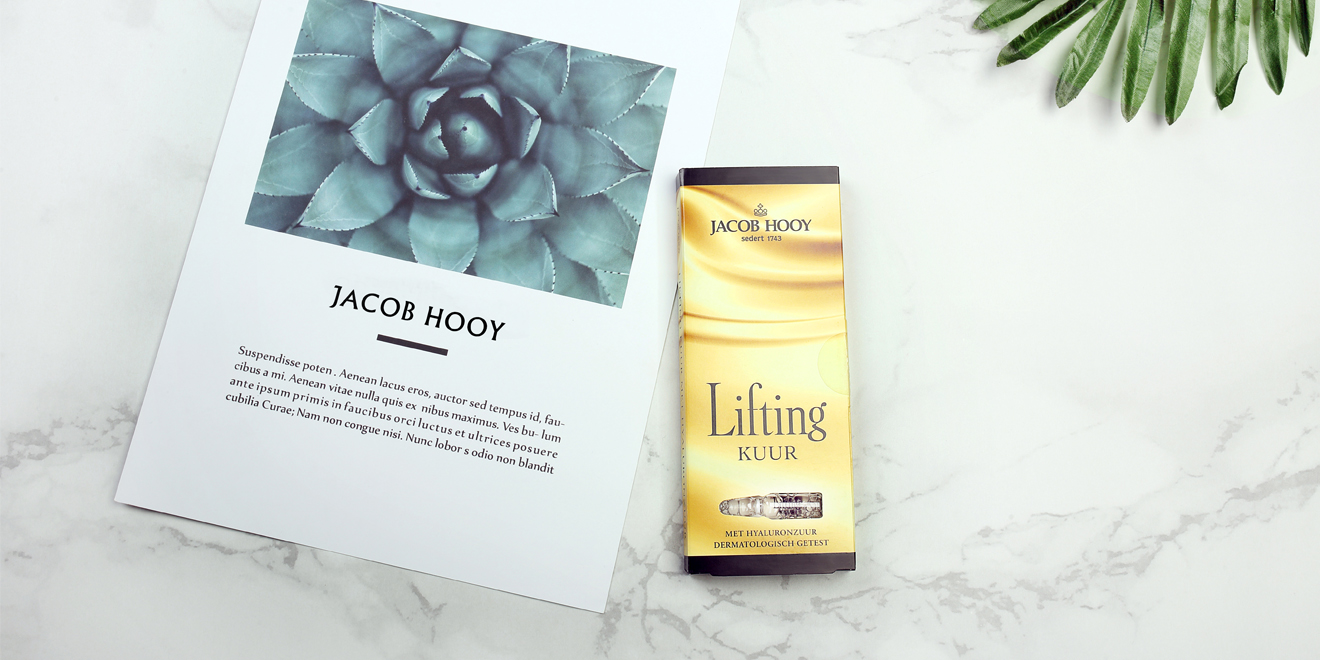 JACOB HOOY
Suspendisse poten . Aenean lacus eros, auctor sed tempus id, fau-
cibus a mi. Aenean vitae nulla quis ex nibus maximus. Ves bu- lum
ante ipsum primis in faucibus orci luctus et ultrices posuere
cubilia Curae; Nam non congue nisi. Nunc lobor s odio non blandit
JACOB HOOY
sedert 1743
Lifting
KUUR
MET HYALURONZUUR
DERMATOLOGISCH GETEST